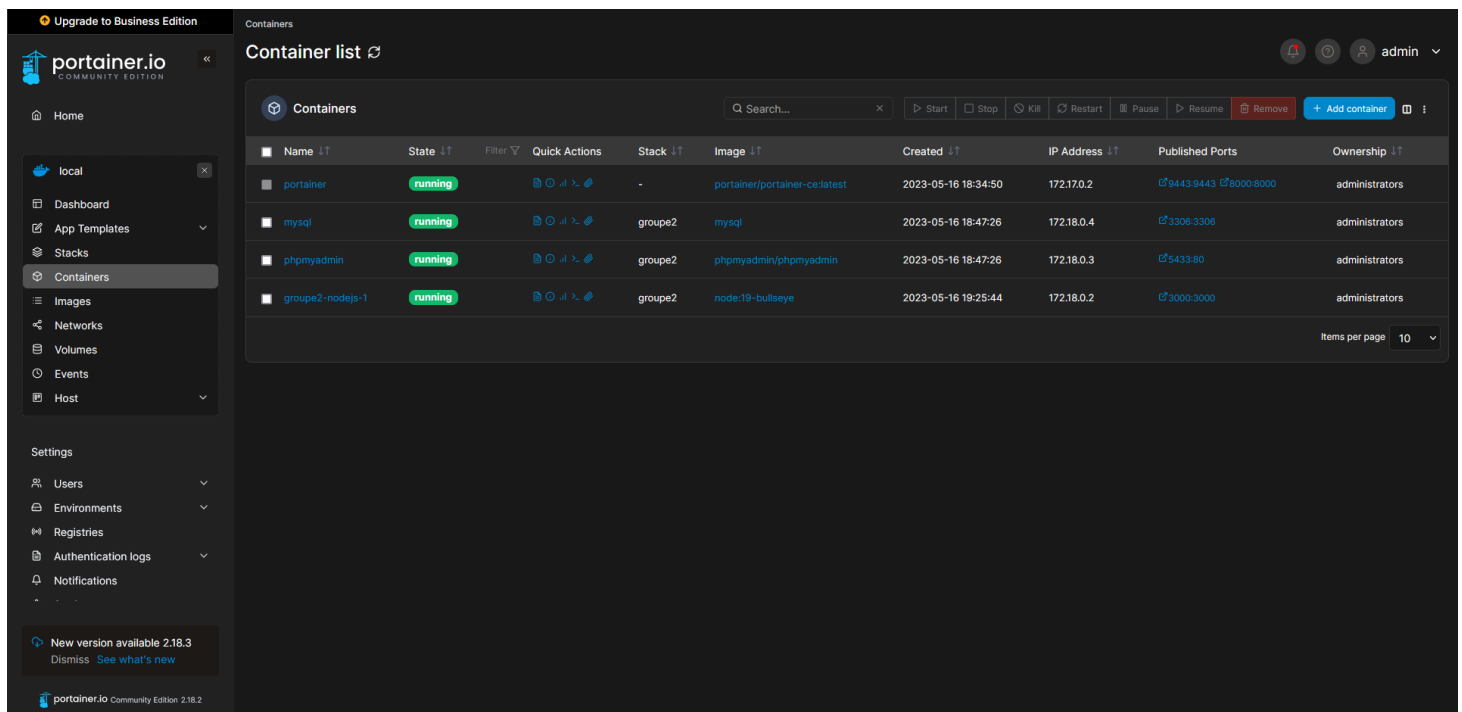 Upgrade to Business Edition
portainer.io
COMMUNITY EDITION
Home
local
Dashboard
App Templates
Stacks
Containers
Images
Networks
Volumes
Events
Host
Settings
Users
Environments
Registries
Authentication logs
Notifications
New version available 2.18.3
Dismiss See what's new
portainer.io Community Edition 2.18.2
Containers
Container list
admin
Containers
Search...
Start Stop Kill Restart Pause Resume Remove + Add container
Name State Filter Quick Actions Stack Image Created IP Address Published Ports Ownership
portainer running - portainer/portainer-ce:latest 2023-05-16 18:34:50 172.17.0.2 9443:9443 8000:8000 administrators
mysql running groupe2 mysql 2023-05-16 18:47:26 172.18.0.4 3306:3306 administrators
phpmyadmin running groupe2 phpmyadmin/phpmyadmin 2023-05-16 18:47:26 172.18.0.3 5433:80 administrators
groupe2-nodejs-1 running groupe2 node:19-bullseye 2023-05-16 19:25:44 172.18.0.2 3000:3000 administrators
Items per page 10